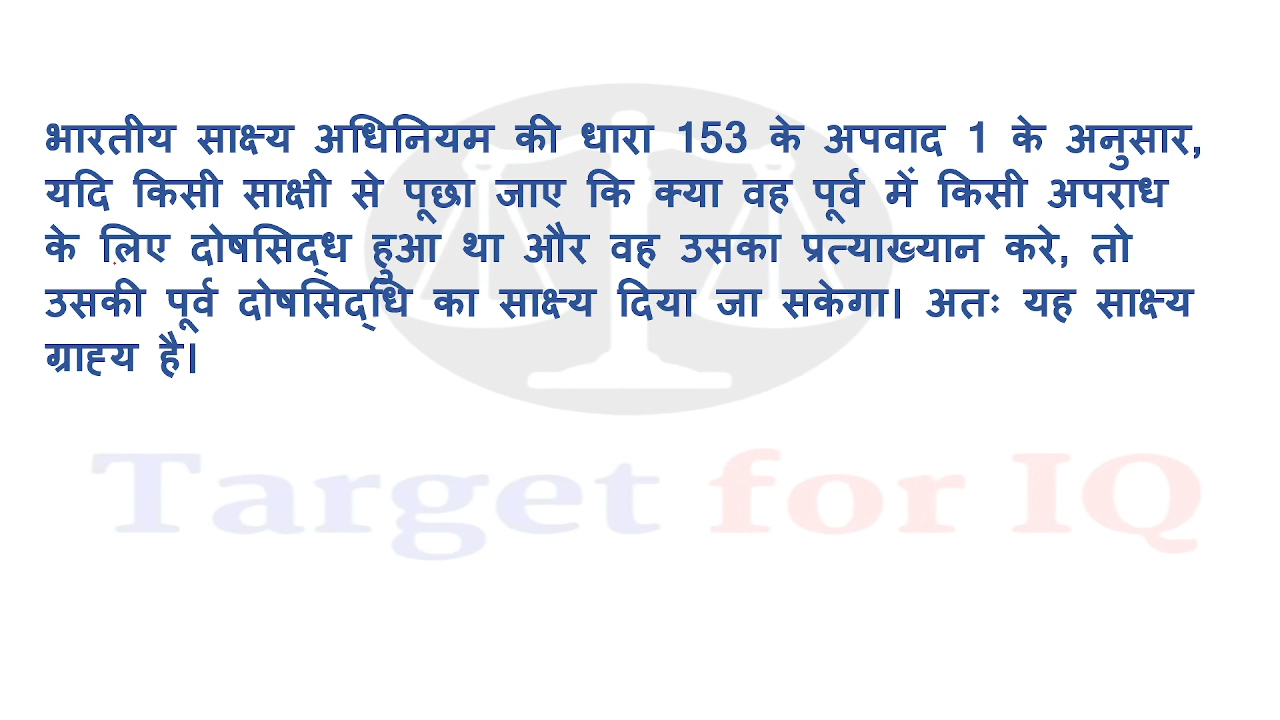 भारतीय साक्ष्य अधिनियम की धारा 153 के अपवाद 1 के अनुसार,
यदि किसी साक्षी से पूछा जाए कि क्या वह पूर्व में किसी अपराध
के लि़ए दोषसिद्ध हुआ था और वह उसका प्रत्याख्यान करे, तो
उसकी पूर्व दोषसिद्धि का साक्ष्य दिया जा सकेगा। अतः यह साक्ष्य
ग्राह्य है।
Target for IQ